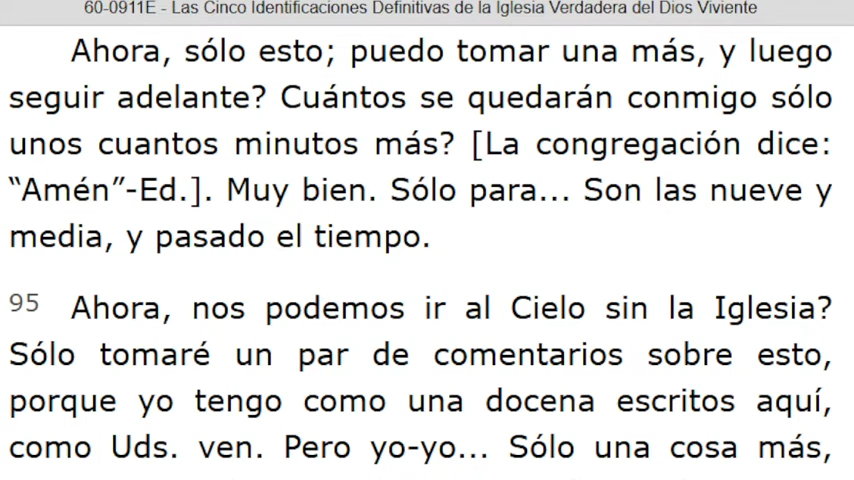 60-0911E - Las Cinco Identificaciones Definitivas de la Iglesia Verdadera del Dios Viviente
Ahora, sólo esto; puedo tomar una más, y luego
seguir adelante? Cuántos se quedarán conmigo sólo
unos cuantos minutos más? [La congregación dice:
“Amén”-Ed.]. Muy bien. Sólo para... Son las nueve y
media, y pasado el tiempo.
95 Ahora, nos podemos ir al Cielo sin la Iglesia?
Sólo tomaré un par de comentarios sobre esto,
porque yo tengo como una docena escritos aquí,
como Uds. ven. Pero yo-yo... Sólo una cosa más,